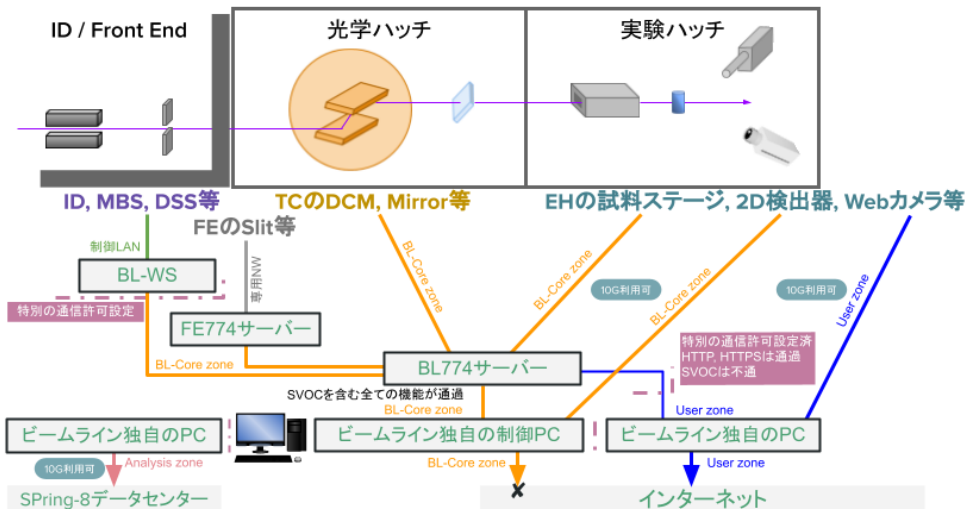 ID / Front End
光学ハッチ
実験ハッチ
ID, MBS, DSS等
TCのDCM, Mirror等
EHの試料ステージ, 2D検出器, Webカメラ等
FEのSlit等
制御LAN
BL-WS
専用NW
BL-Core zone
BL-Core zone
10G利用可
BL-Core zone
10G利用可
User zone
特別の通信許可設定
FE774サーバー
BL-Core zone
BL774サーバー
特別の通信許可設定済
HTTP, HTTPSは通過
SVOCは不通
SVOCを含む全ての機能が通過
BL-Core zone
User zone
ビームライン独自のPC
ビームライン独自の制御PC
ビームライン独自のPC
10G利用可
Analysis zone
BL-Core zone
User zone
SPring-8データセンター
インターネット